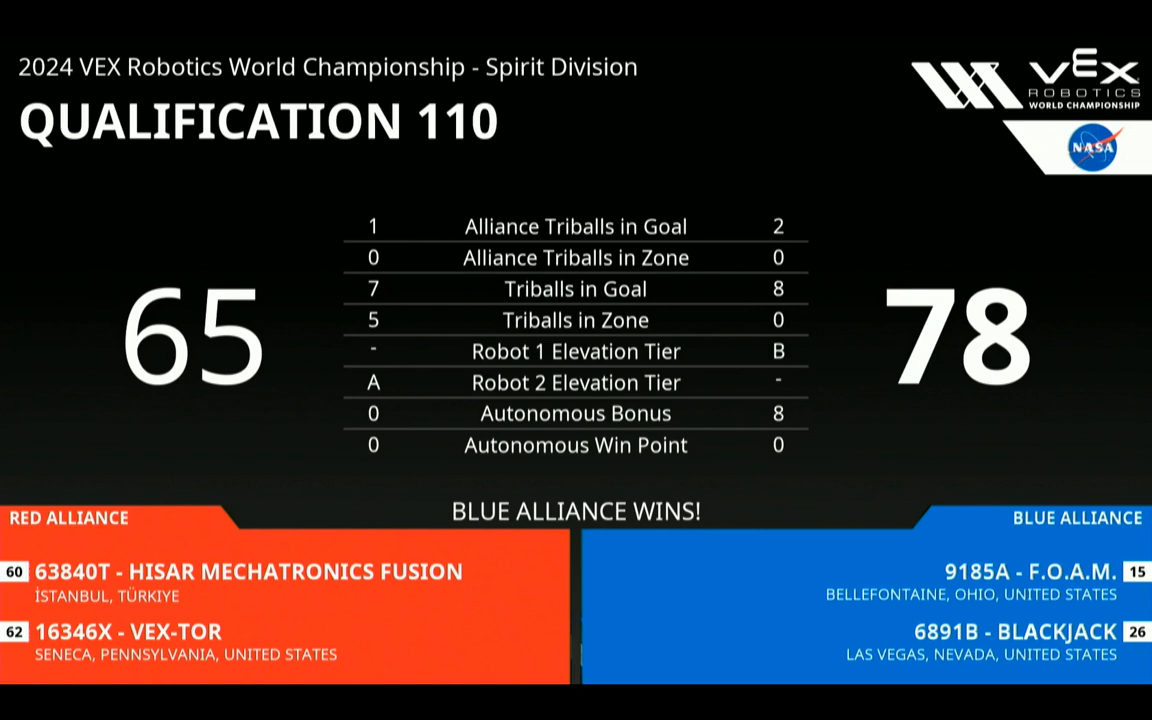 2024 VEX Robotics World Championship - Spirit Division
QUALIFICATION 110
VEX
ROBOTICS
WORLD CHAMPIONSHIP
NASA
1 Alliance Triballs in Goal 2
0 Alliance Triballs in Zone 0
7 Triballs in Goal 8
5 Triballs in Zone 0
- Robot 1 Elevation Tier B
A Robot 2 Elevation Tier -
0 Autonomous Bonus 8
0 Autonomous Win Point 0
65
78
BLUE ALLIANCE WINS!
RED ALLIANCE
60 63840T - HISAR MECHATRONICS FUSION
İSTANBUL, TÜRKIYE
62 16346X - VEX-TOR
SENECA, PENNSYLVANIA, UNITED STATES
BLUE ALLIANCE
9185A - F.O.A.M. 15
BELLEFONTAINE, OHIO, UNITED STATES
6891B - BLACKJACK 26
LAS VEGAS, NEVADA, UNITED STATES